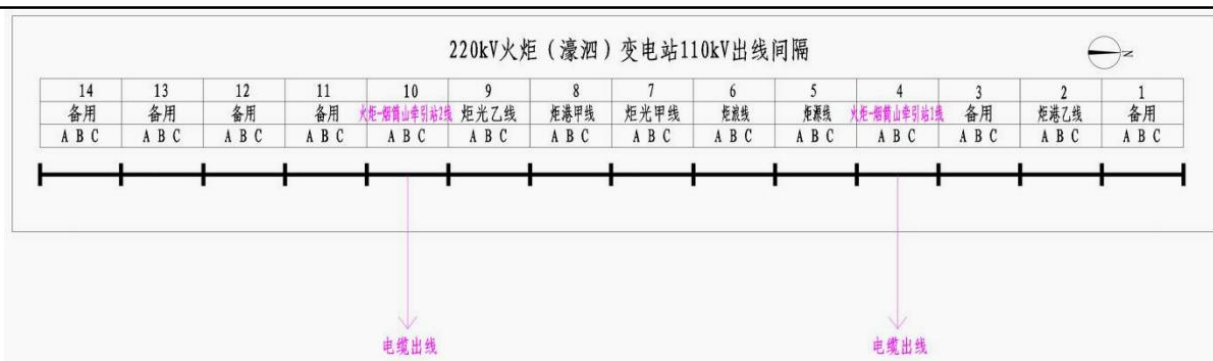 220kV火炬（濠泗）变电站110kV出线间隔
N
14 13 12 11 10 9 8 7 6 5 4 3 2 1
备用 备用 备用 备用 火炬-烟筒山牵引站2线 炬光乙线 炬港甲线 炬光甲线 炬浪线 炬源线 火炬-烟筒山牵引站1线 备用 炬港乙线 备用
A B C A B C A B C A B C A B C A B C A B C A B C A B C A B C A B C A B C A B C A B C
电缆出线 电缆出线